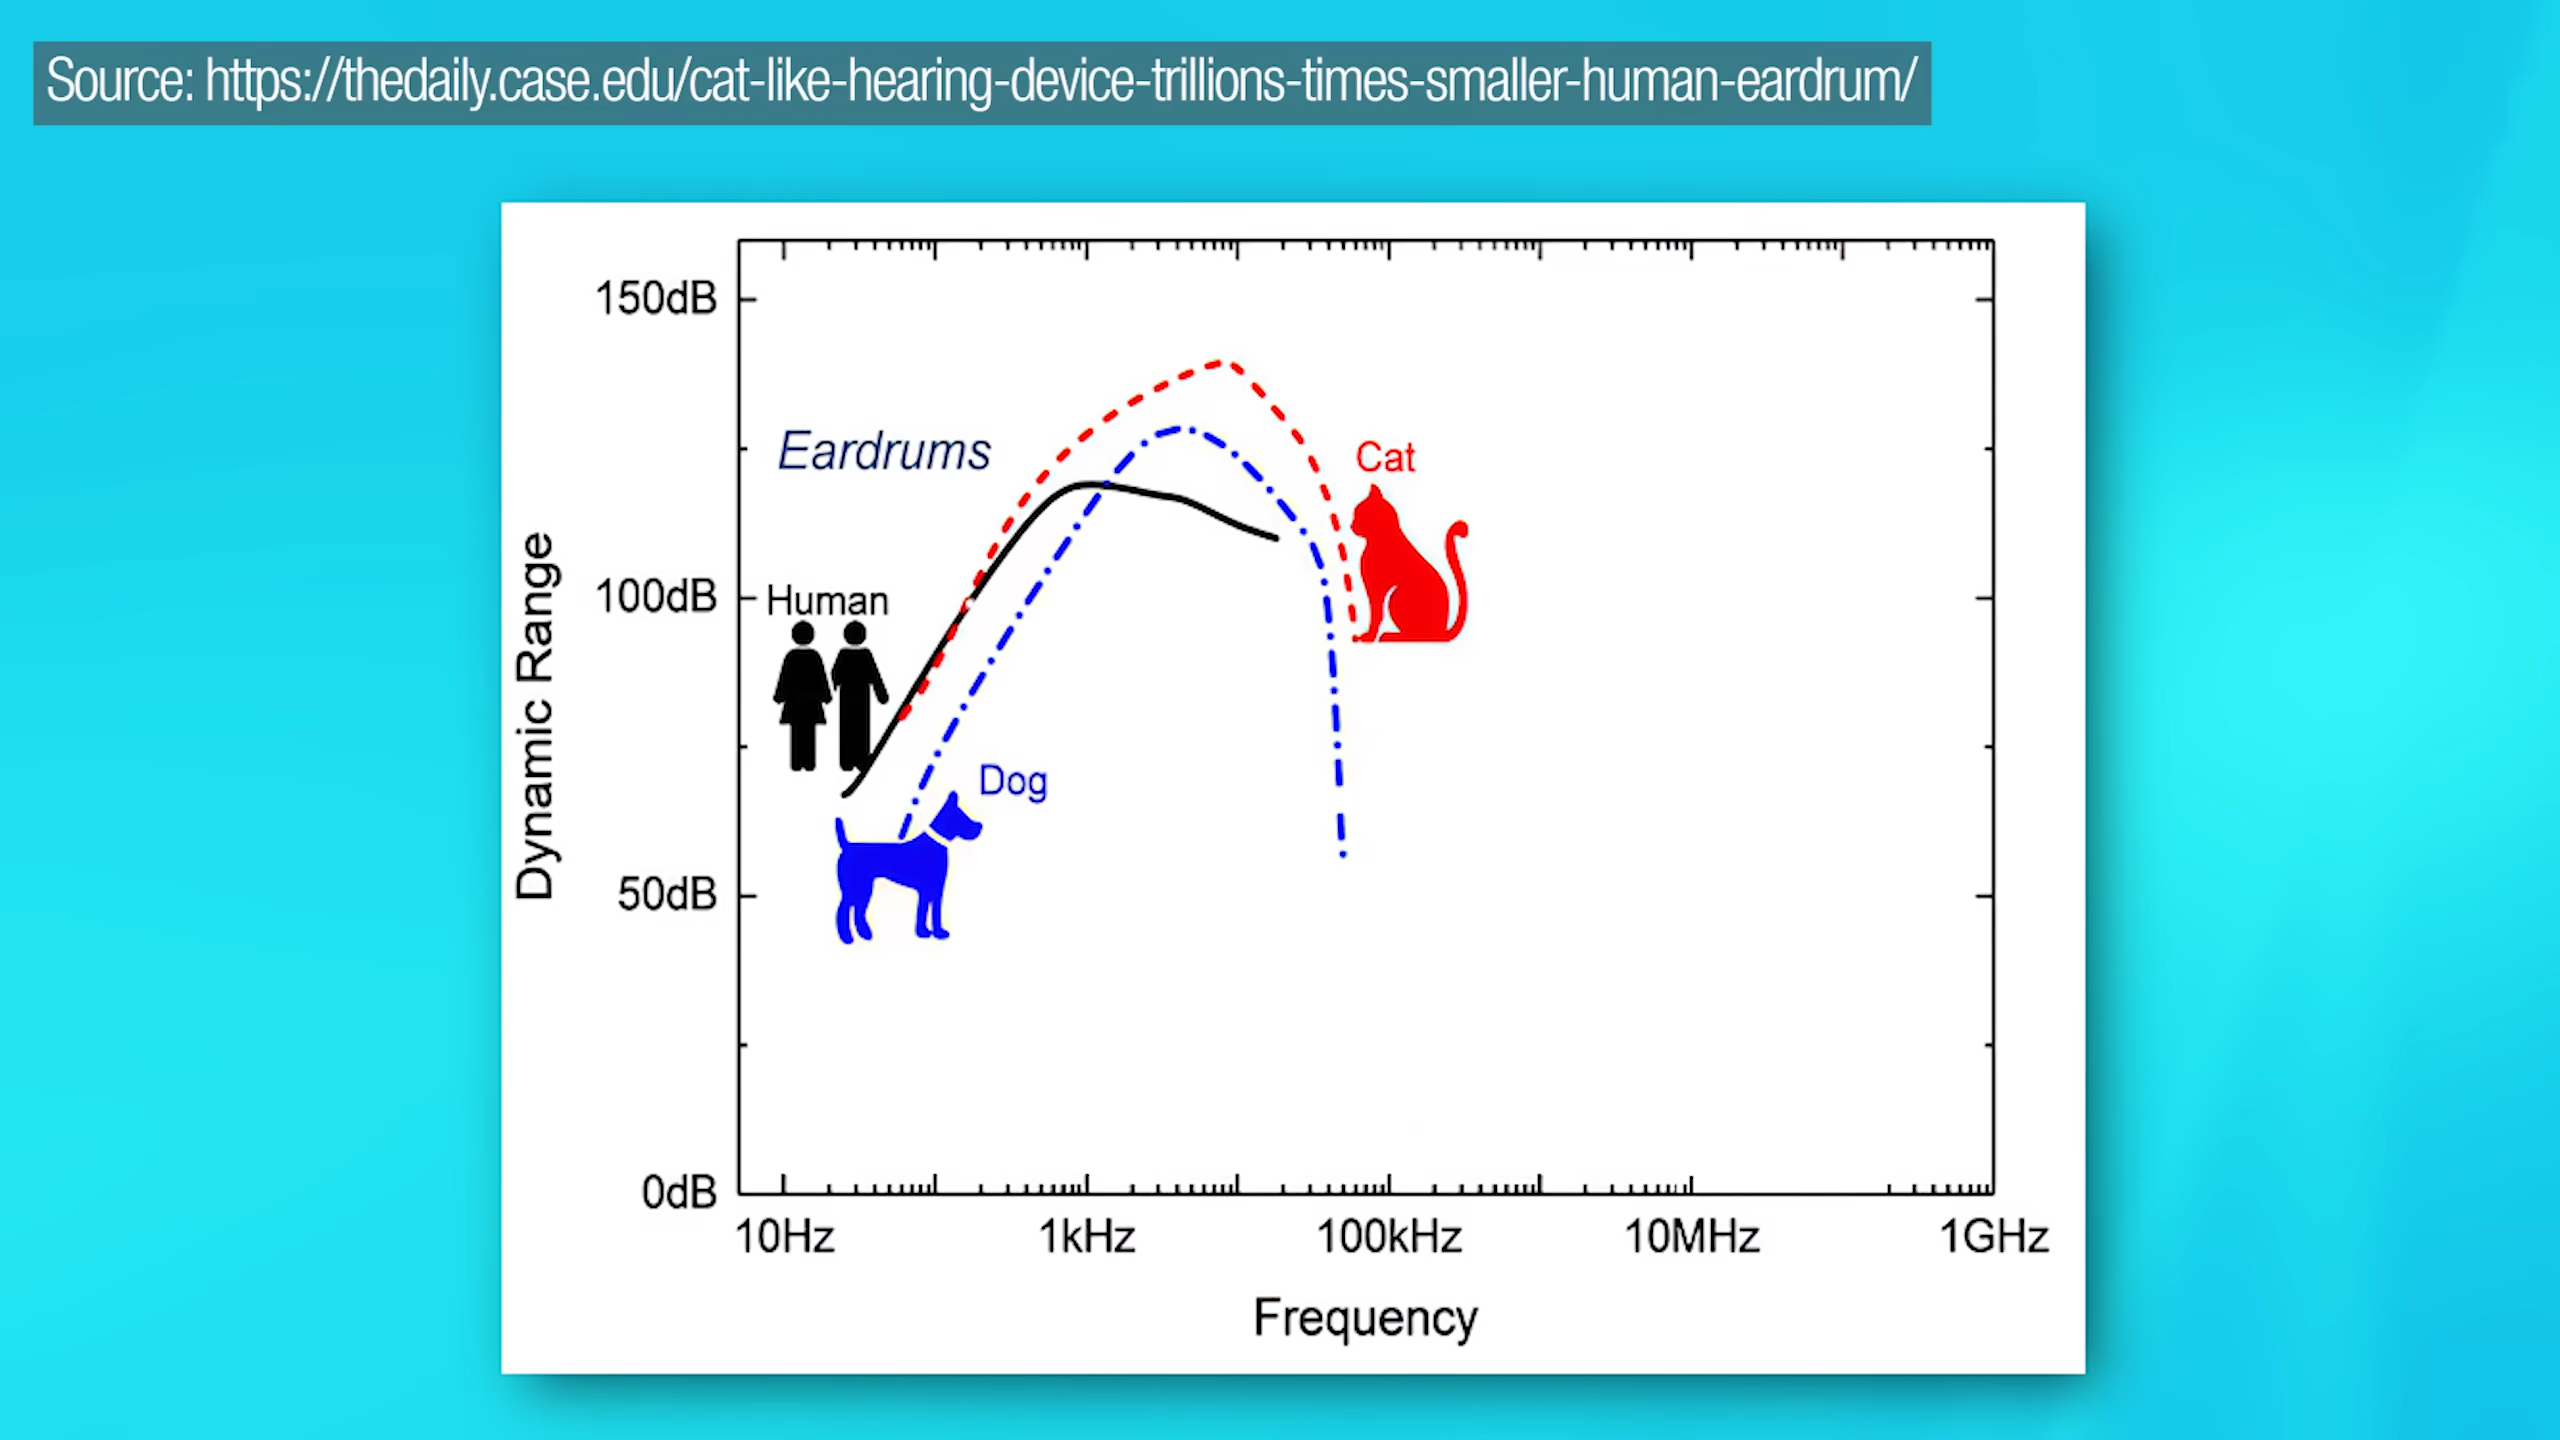 Source: https://thedaily.case.edu/cat-like-hearing-device-trillions-times-smaller-human-eardrum/
150dB
Eardrums
Cat
100dB
Human
Dynamic Range
Dog
50dB
0dB
10Hz 1kHz 100kHz 10MHz 1GHz
Frequency